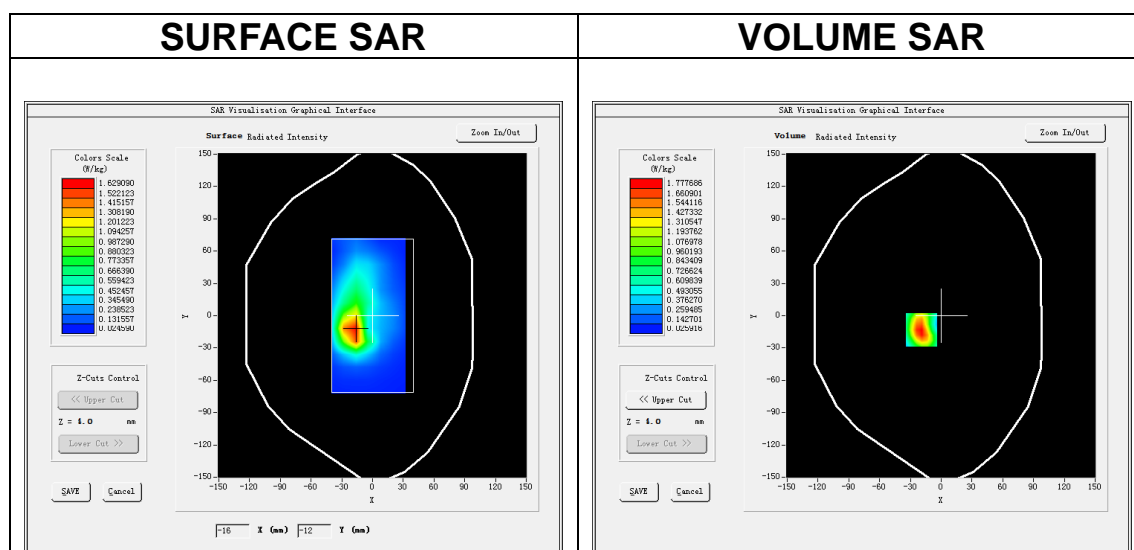 SURFACE SAR
VOLUME SAR
SAR Visualisation Graphical Interface
Surface Radiated Intensity
Zoom In/Out
Colors Scale
(W/kg)
1.629090
1.522123
1.415157
1.308190
1.201223
1.094257
0.987290
0.880323
0.773357
0.666390
0.559423
0.452457
0.345490
0.238523
0.131557
0.024590
150
120
90
60
30
0
-30
-60
-90
-120
-150
Y
-150 -120 -90 -60 -30 0 30 60 90 120 150
X
Z-Cuts Control
<< Upper Cut
Z = 4.0 mm
Lower Cut >>
SAVE Cancel
-16 X (mm) -12 Y (mm)
SAR Visualisation Graphical Interface
Volume Radiated Intensity
Zoom In/Out
Colors Scale
(W/kg)
1.777686
1.660901
1.544116
1.427332
1.310547
1.193762
1.076978
0.960193
0.843409
0.726624
0.609839
0.493055
0.376270
0.259485
0.142701
0.025916
150
120
90
60
30
0
-30
-60
-90
-120
-150
Y
-150 -120 -90 -60 -30 0 30 60 90 120 150
X
Z-Cuts Control
<< Upper Cut
Z = 4.0 mm
Lower Cut >>
SAVE Cancel